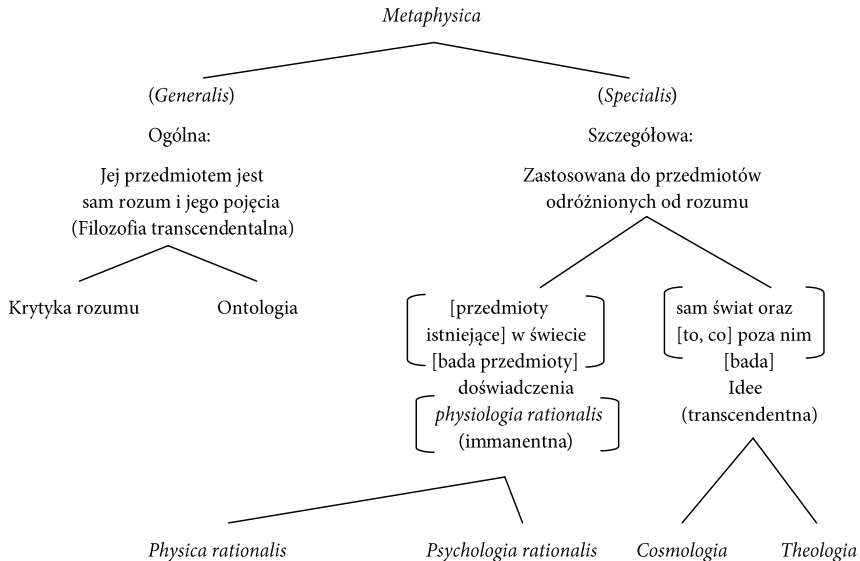 Metaphysica
(Generalis)
Ogólna:
Jej przedmiotem jest
sam rozum i jego pojęcia
(Filozofia transcendentalna)
Krytyka rozumu
Ontologia
(Specialis)
Szczegółowa:
Zastosowana do przedmiotów
odróżnionych od rozumu
[przedmioty
istniejące] w świecie
[bada przedmioty]
doświadczenia
physiologia rationalis
(immanentna)
sam świat oraz
[to, co] poza nim
[bada]
Idee
(transcendentna)
Physica rationalis
Psychologia rationalis
Cosmologia
Theologia